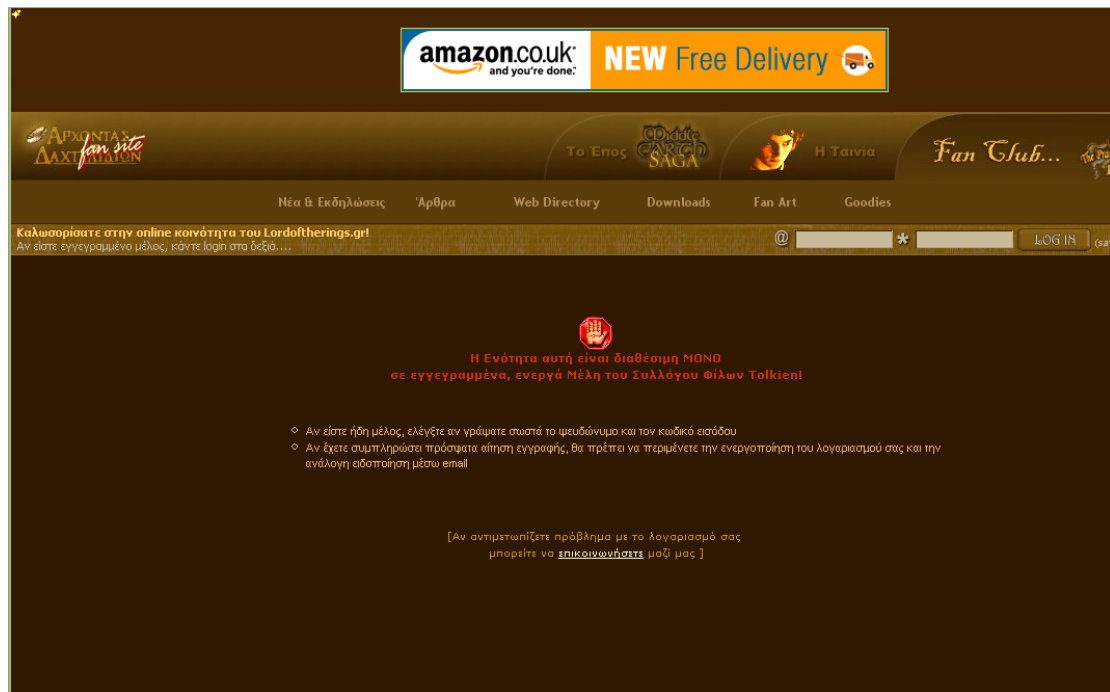 amazon.co.uk:
and you're done.™
NEW Free Delivery
ΑΡΧΟΝΤΑΣ
ΔΑΧΤΥΛΙΔΙΩΝ
fan site
Το Έπος
Middle
EARTH
SAGA
Η Ταινία
Fan Club...
Νέα & Εκδηλώσεις
'Αρθρα
Web Directory
Downloads
Fan Art
Goodies
Καλωσορίσατε στην online κοινότητα του Lordoftherings.gr!
Αν είστε εγγεγραμμένο μέλος, κάντε login στα δεξιά....
@
*
LOG IN
Η Ενότητα αυτή είναι διαθέσιμη ΜΟΝΟ
σε εγγεγραμμένα, ενεργά Μέλη του Συλλόγου Φίλων Tolkien!
Αν είστε ήδη μέλος, ελέγξτε αν γράψατε σωστά το ψευδώνυμο και τον κωδικό εισόδου
Αν έχετε συμπληρώσει πρόσφατα αίτηση εγγραφής, θα πρέπει να περιμένετε την ενεργοποίηση του λογαριασμού σας και την
ανάλογη ειδοποίηση μέσω email
[Αν αντιμετωπίζετε πρόβλημα με το λογαριασμό σας
μπορείτε να επικοινωνήσετε μαζί μας ]